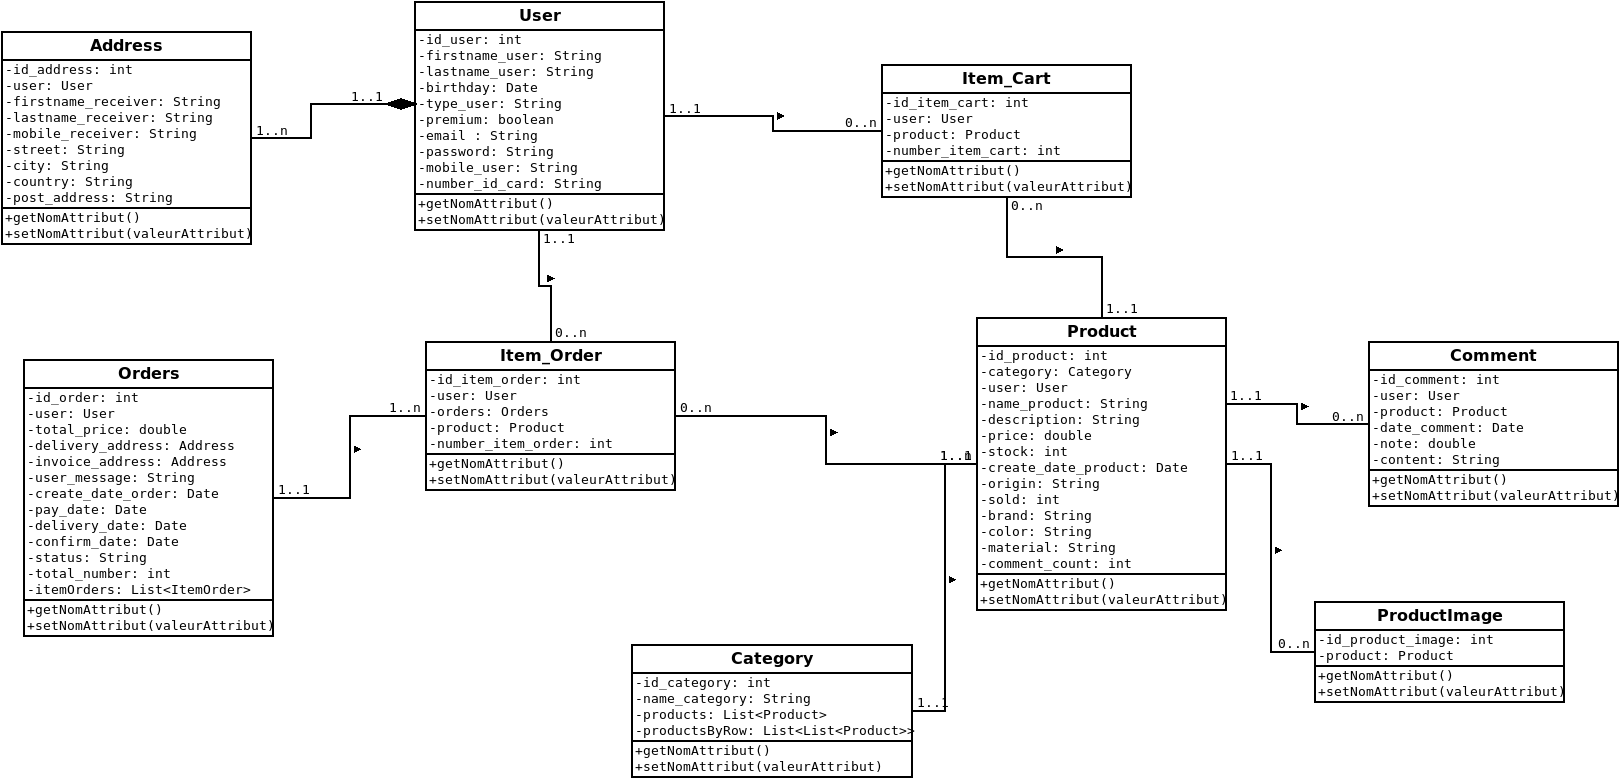 User
-id_user: int
-firstname_user: String
-lastname_user: String
-birthday: Date
-type_user: String
-premium: boolean
-email : String
-password: String
-mobile_user: String
-number_id_card: String
+getNomAttribut()
+setNomAttribut(valeurAttribut)
Address
-id_address: int
-user: User
-firstname_receiver: String
-lastname_receiver: String
-mobile_receiver: String
-street: String
-city: String
-country: String
-post_address: String
+getNomAttribut()
+setNomAttribut(valeurAttribut)
1..n
1..1
1..1
0..n
Item_Cart
-id_item_cart: int
-user: User
-product: Product
-number_item_cart: int
+getNomAttribut()
+setNomAttribut(valeurAttribut)
0..n
1..1
1..1
0..n
Orders
-id_order: int
-user: User
-total_price: double
-delivery_address: Address
-invoice_address: Address
-user_message: String
-create_date_order: Date
-pay_date: Date
-delivery_date: Date
-confirm_date: Date
-status: String
-total_number: int
-itemOrders: List<ItemOrder>
+getNomAttribut()
+setNomAttribut(valeurAttribut)
1..1
1..n
Item_Order
-id_item_order: int
-user: User
-orders: Orders
-product: Product
-number_item_order: int
+getNomAttribut()
+setNomAttribut(valeurAttribut)
0..n
Product
-id_product: int
-category: Category
-user: User
-name_product: String
-description: String
-price: double
-stock: int
-create_date_product: Date
-origin: String
-sold: int
-brand: String
-color: String
-material: String
-comment_count: int
+getNomAttribut()
+setNomAttribut(valeurAttribut)
1..1
0..n
Comment
-id_comment: int
-user: User
-product: Product
-date_comment: Date
-note: double
-content: String
+getNomAttribut()
+setNomAttribut(valeurAttribut)
1..1
0..n
ProductImage
-id_product_image: int
-product: Product
+getNomAttribut()
+setNomAttribut(valeurAttribut)
Category
-id_category: int
-name_category: String
-products: List<Product>
-productsByRow: List<List<Product>>
+getNomAttribut()
+setNomAttribut(valeurAttribut)
1..1